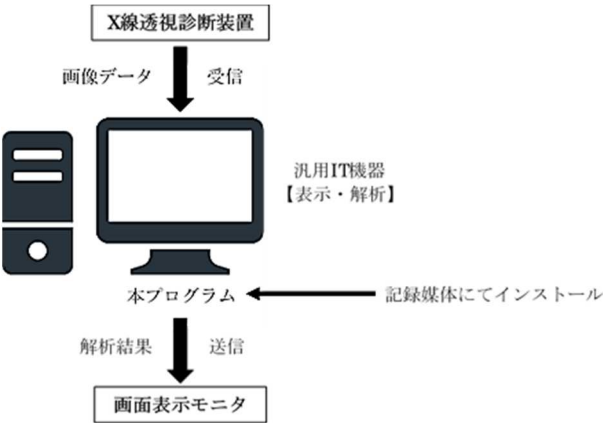 X線透視診断装置
画像データ 受信
汎用IT機器
【表示・解析】
本プログラム
記録媒体にてインストール
解析結果 送信
画面表示モニタ